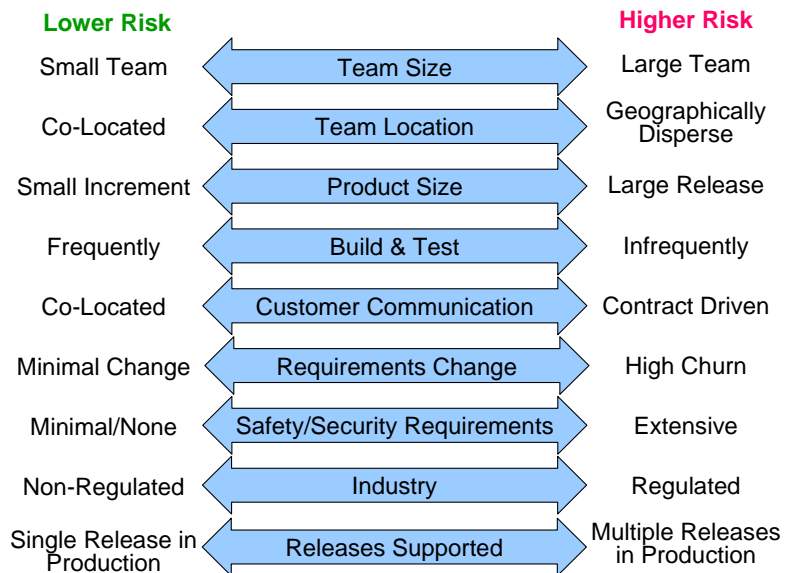 Lower Risk Higher Risk
Small Team Team Size Large Team
Co-Located Team Location Geographically
Disperse
Small Increment Product Size Large Release
Frequently Build & Test Infrequently
Co-Located Customer Communication Contract Driven
Minimal Change Requirements Change High Churn
Minimal/None Safety/Security Requirements Extensive
Non-Regulated Industry Regulated
Single Release in
Production Releases Supported Multiple Releases
in Production